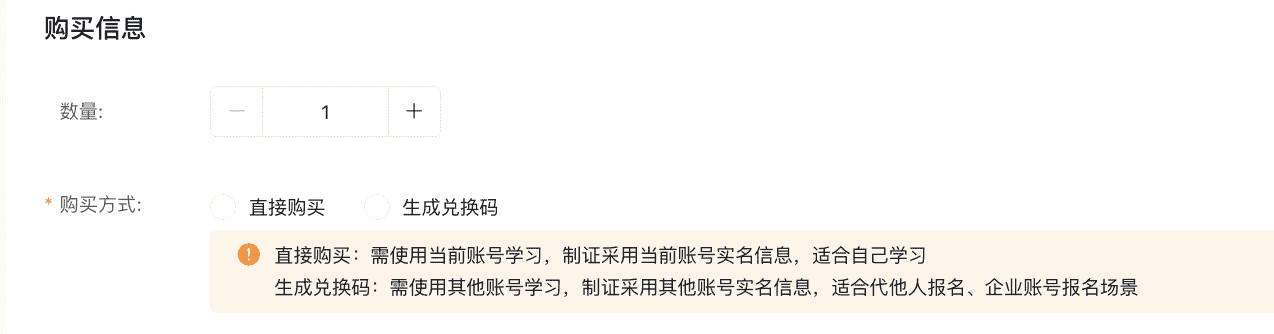 购买信息
数量:
1
* 购买方式: 直接购买 生成兑换码
直接购买：需使用当前账号学习，制证采用当前账号实名信息，适合自己学习
生成兑换码：需使用其他账号学习，制证采用其他账号实名信息，适合代他人报名、企业账号报名场景